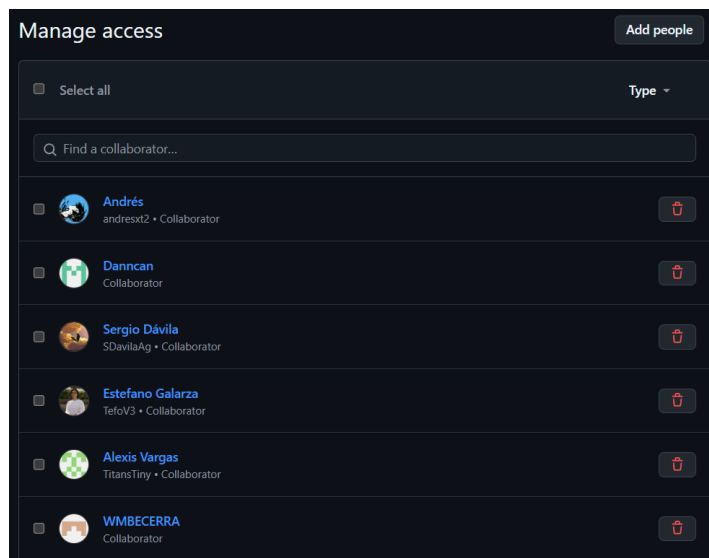 Manage access
Add people
Select all
Type
Find a collaborator...
Andrés
andresxt2 • Collaborator
Danncan
Collaborator
Sergio Dávila
SDavilaAg • Collaborator
Estefano Galarza
TefoV3 • Collaborator
Alexis Vargas
TitansTiny • Collaborator
WMBECERRA
Collaborator